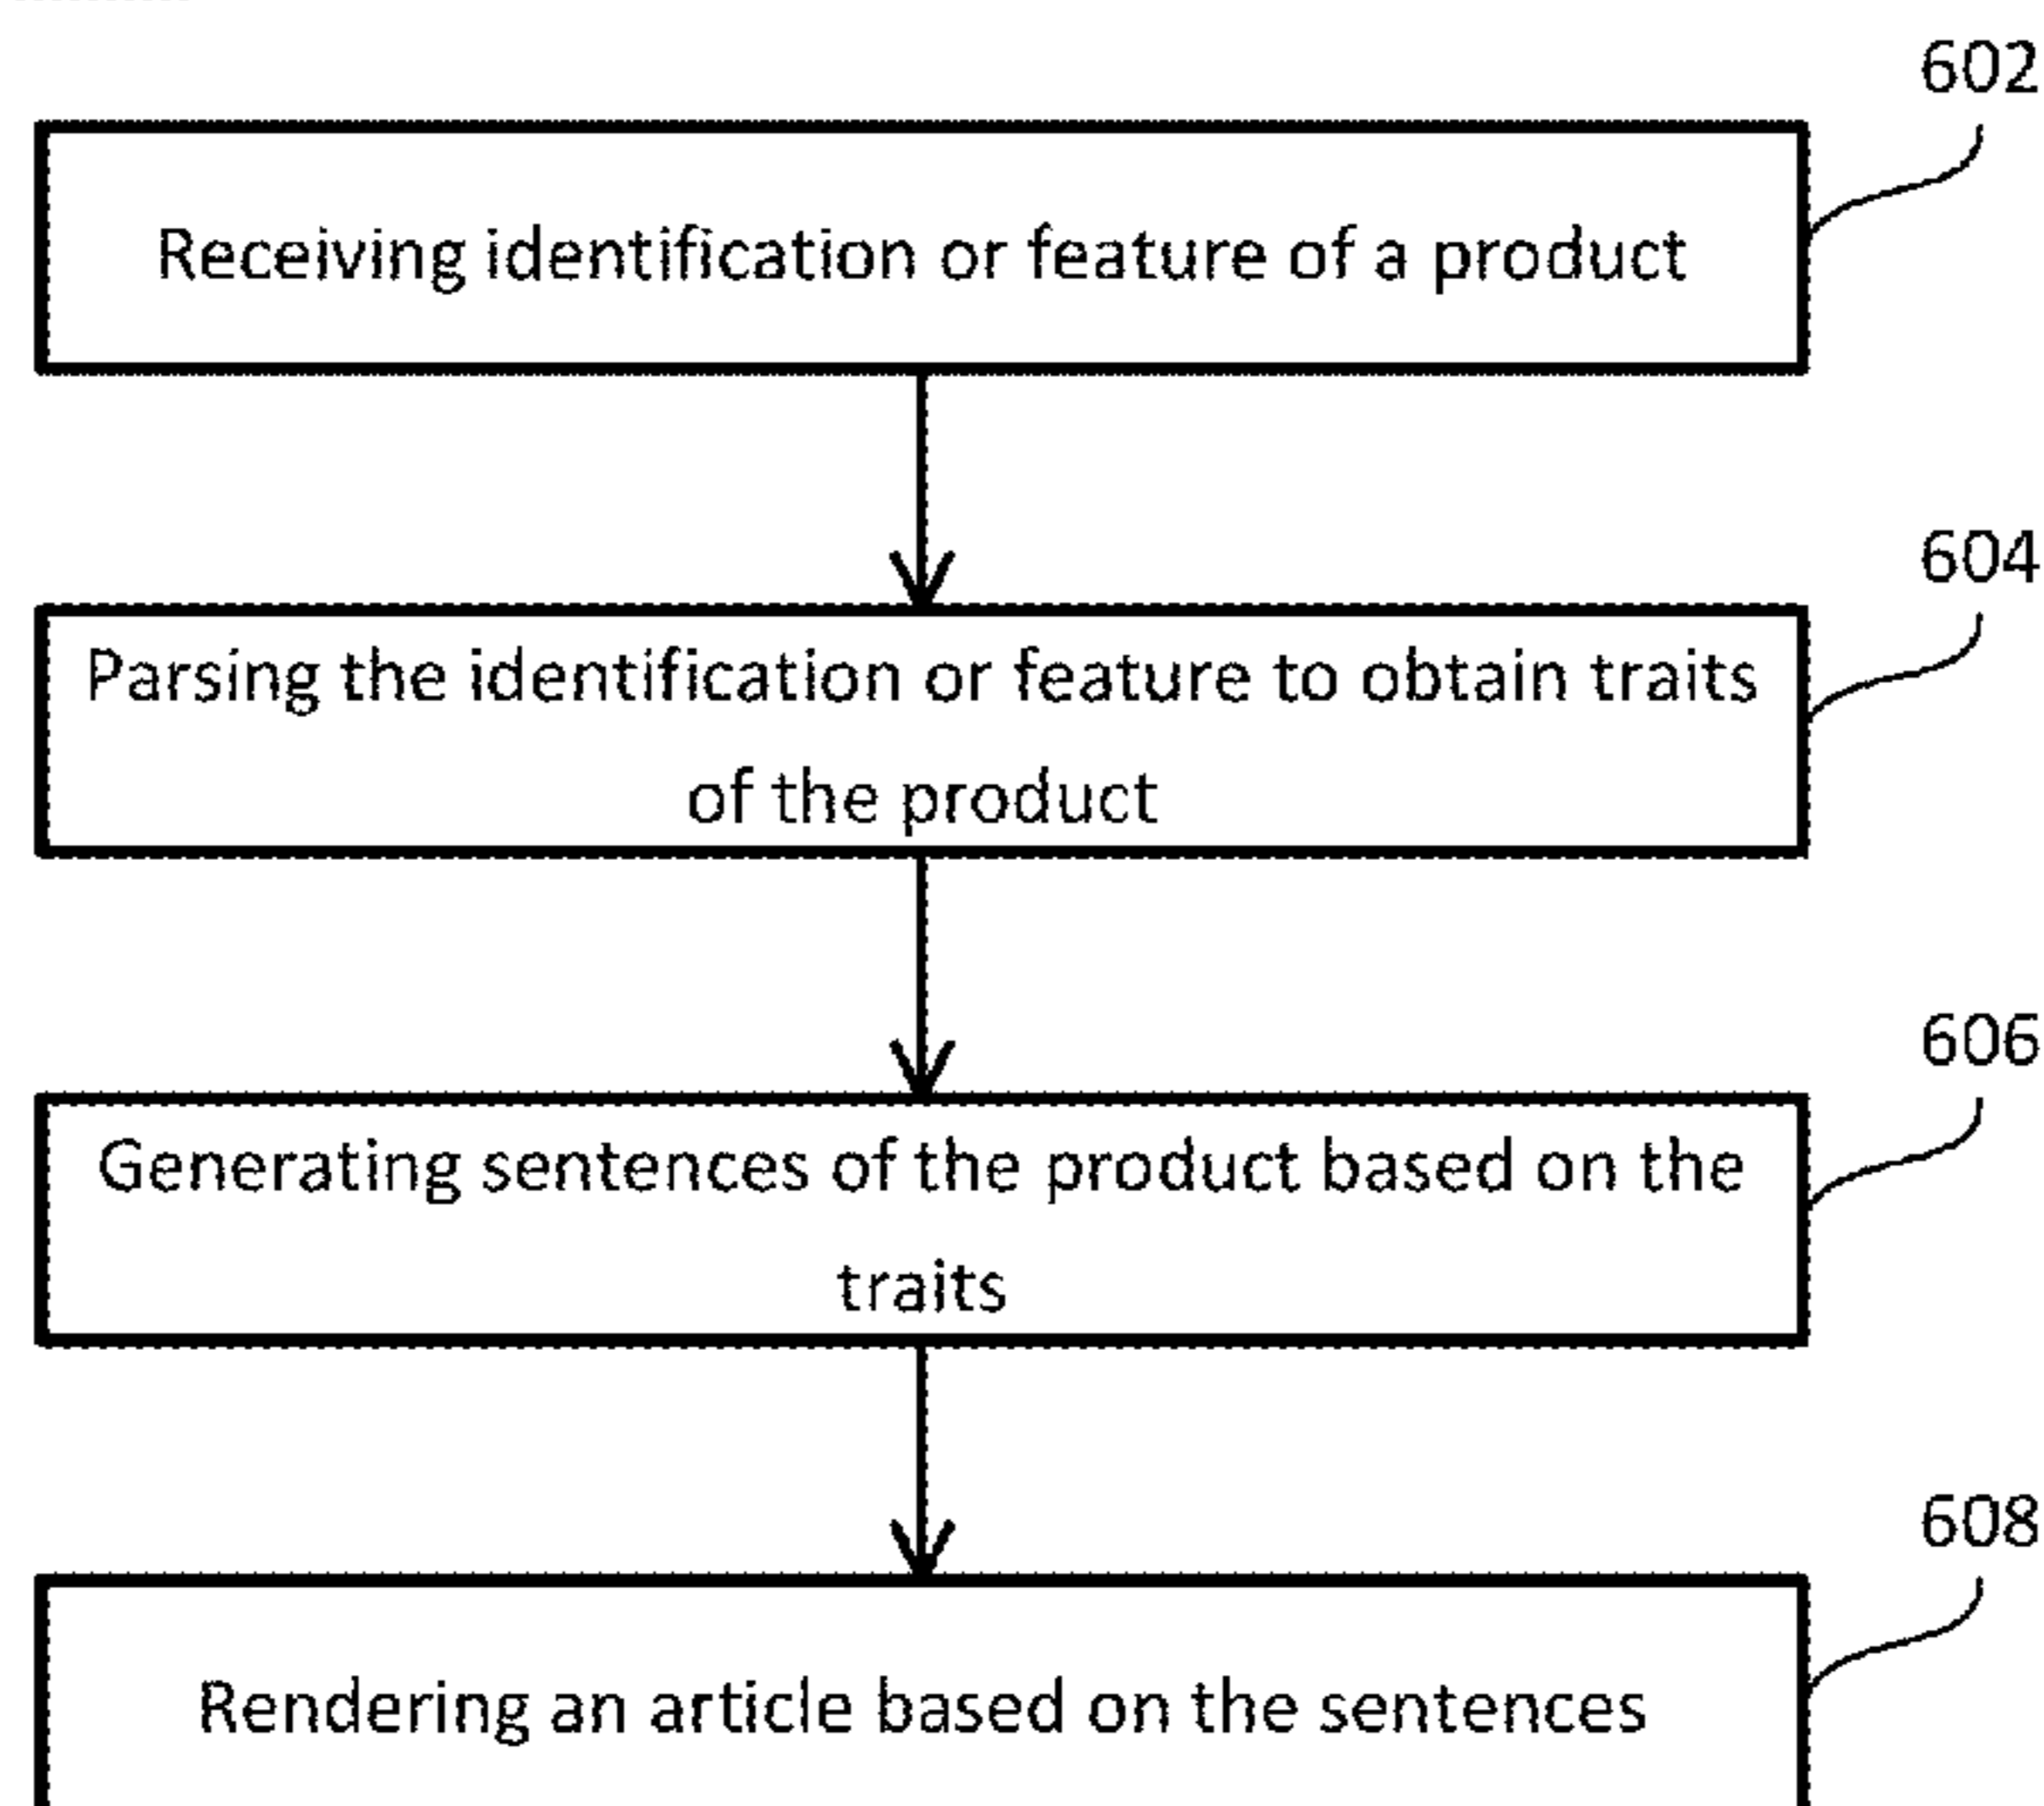 602
Receiving identification or feature of a product
604
Parsing the identification or feature to obtain traits
of the product
606
Generating sentences of the product based on the
traits
608
Rendering an article based on the sentences